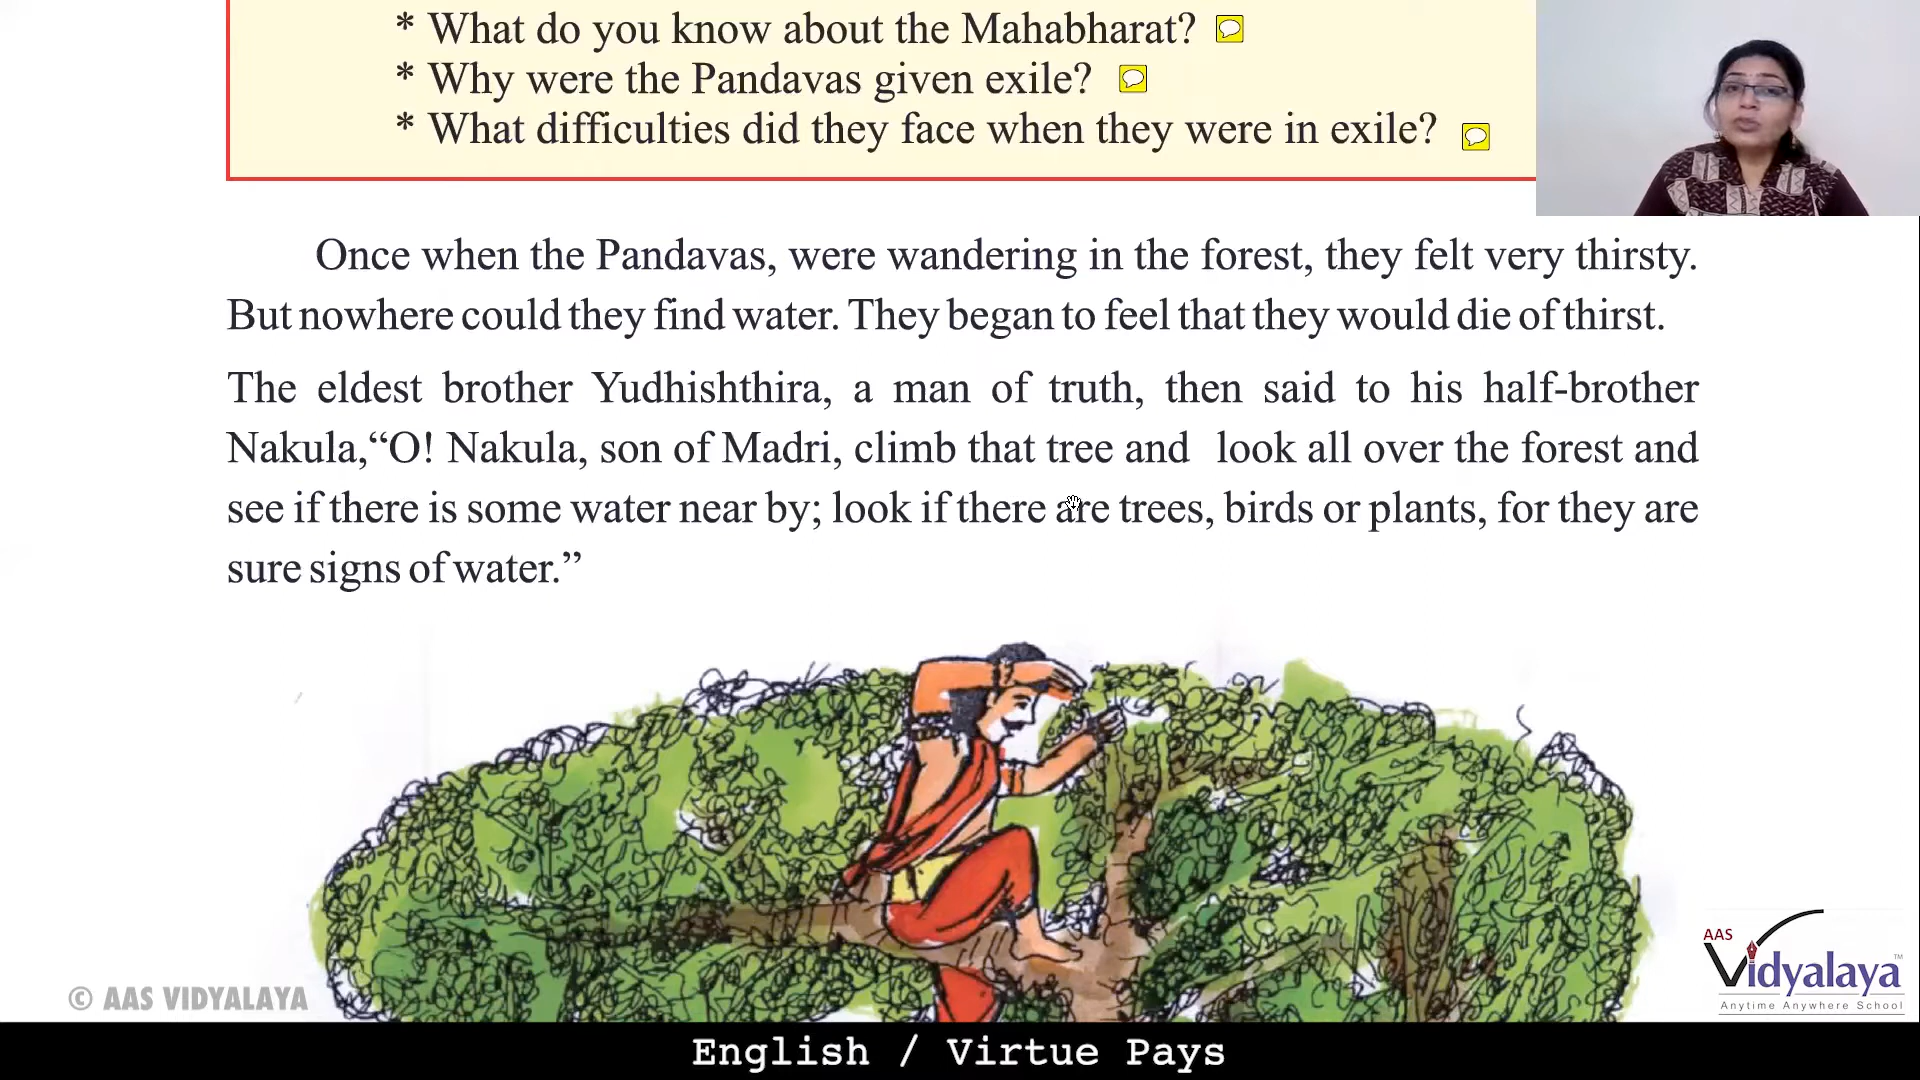 * What do you know about the Mahabharat?
* Why were the Pandavas given exile?
* What difficulties did they face when they were in exile?
Once when the Pandavas, were wandering in the forest, they felt very thirsty.
But nowhere could they find water. They began to feel that they would die of thirst.
The eldest brother Yudhishthira, a man of truth, then said to his half-brother
Nakula,“O! Nakula, son of Madri, climb that tree and look all over the forest and
see if there is some water near by; look if there are trees, birds or plants, for they are
sure signs of water.”
AAS
Vidyalaya™
Anytime Anywhere School
© AAS VIDYALAYA
English / Virtue Pays